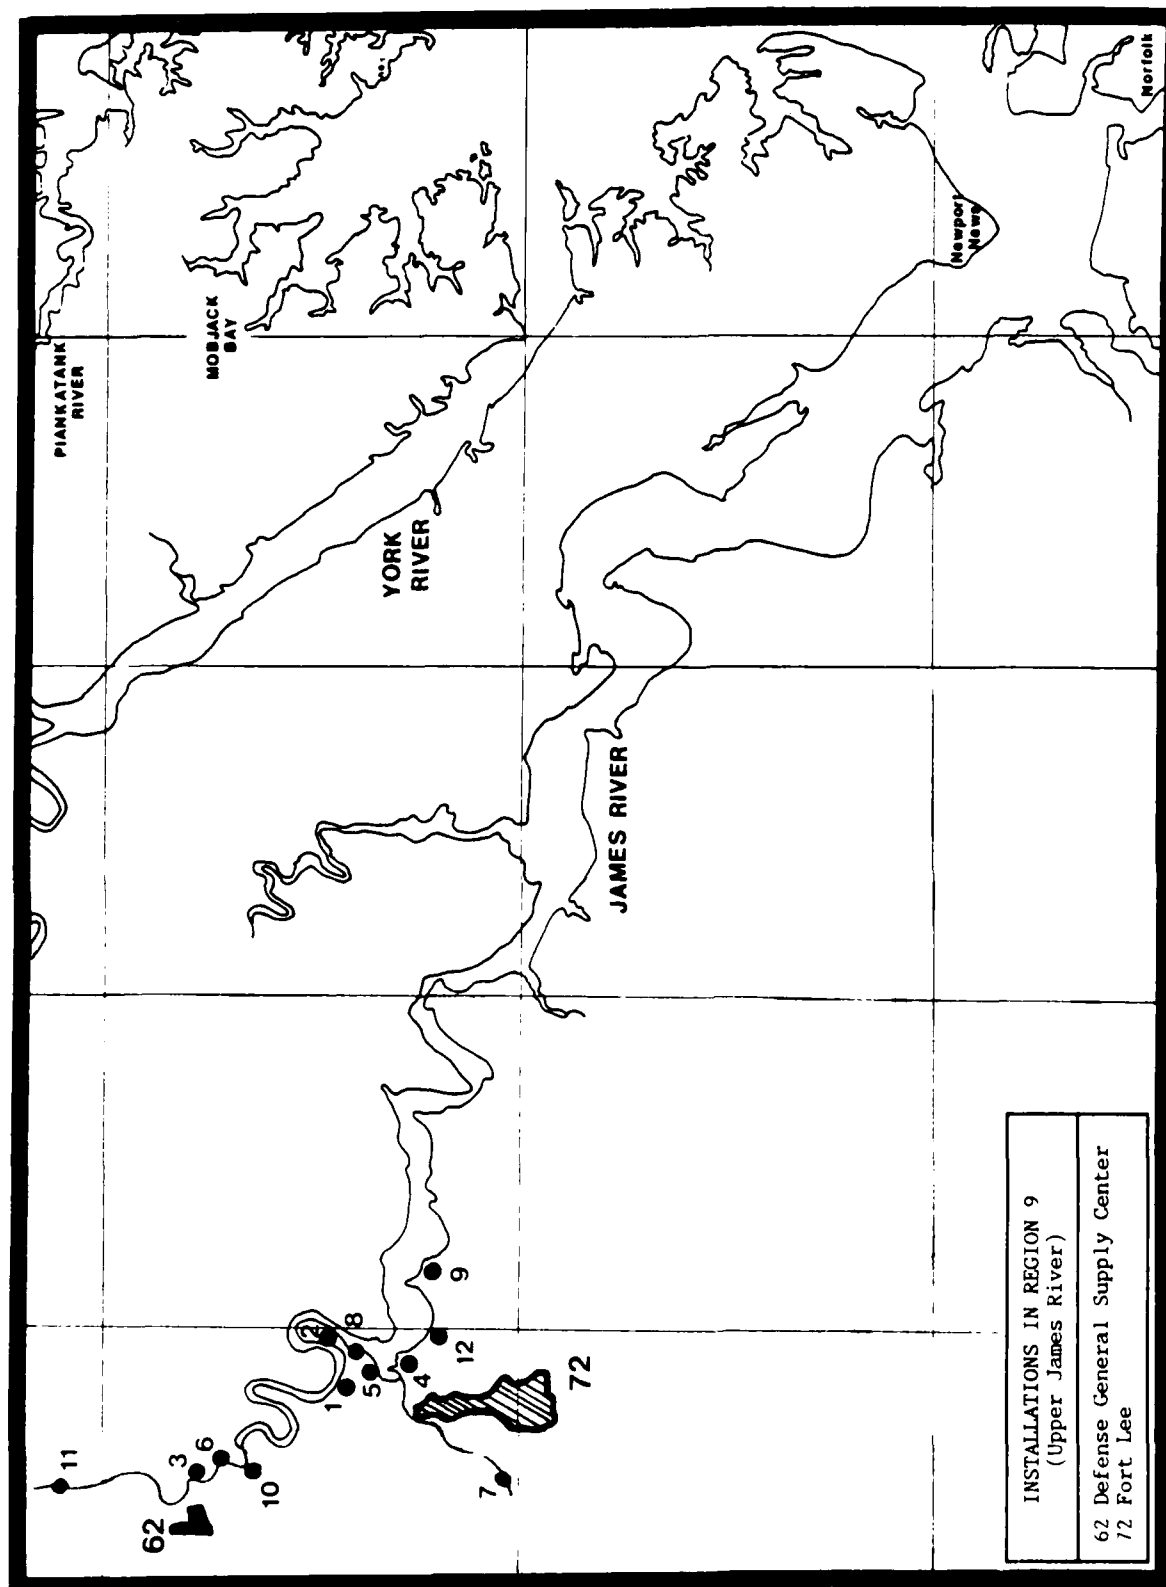 PIANKATANK
RIVER
MOBJACK
BAY
YORK
RIVER
JAMES RIVER
Newport
News
Norfolk
11
3
6
10
62
2
8
1
5
4
12
9
7
72
INSTALLATIONS IN REGION 9
(Upper James River)
62 Defense General Supply Center
72 Fort Lee